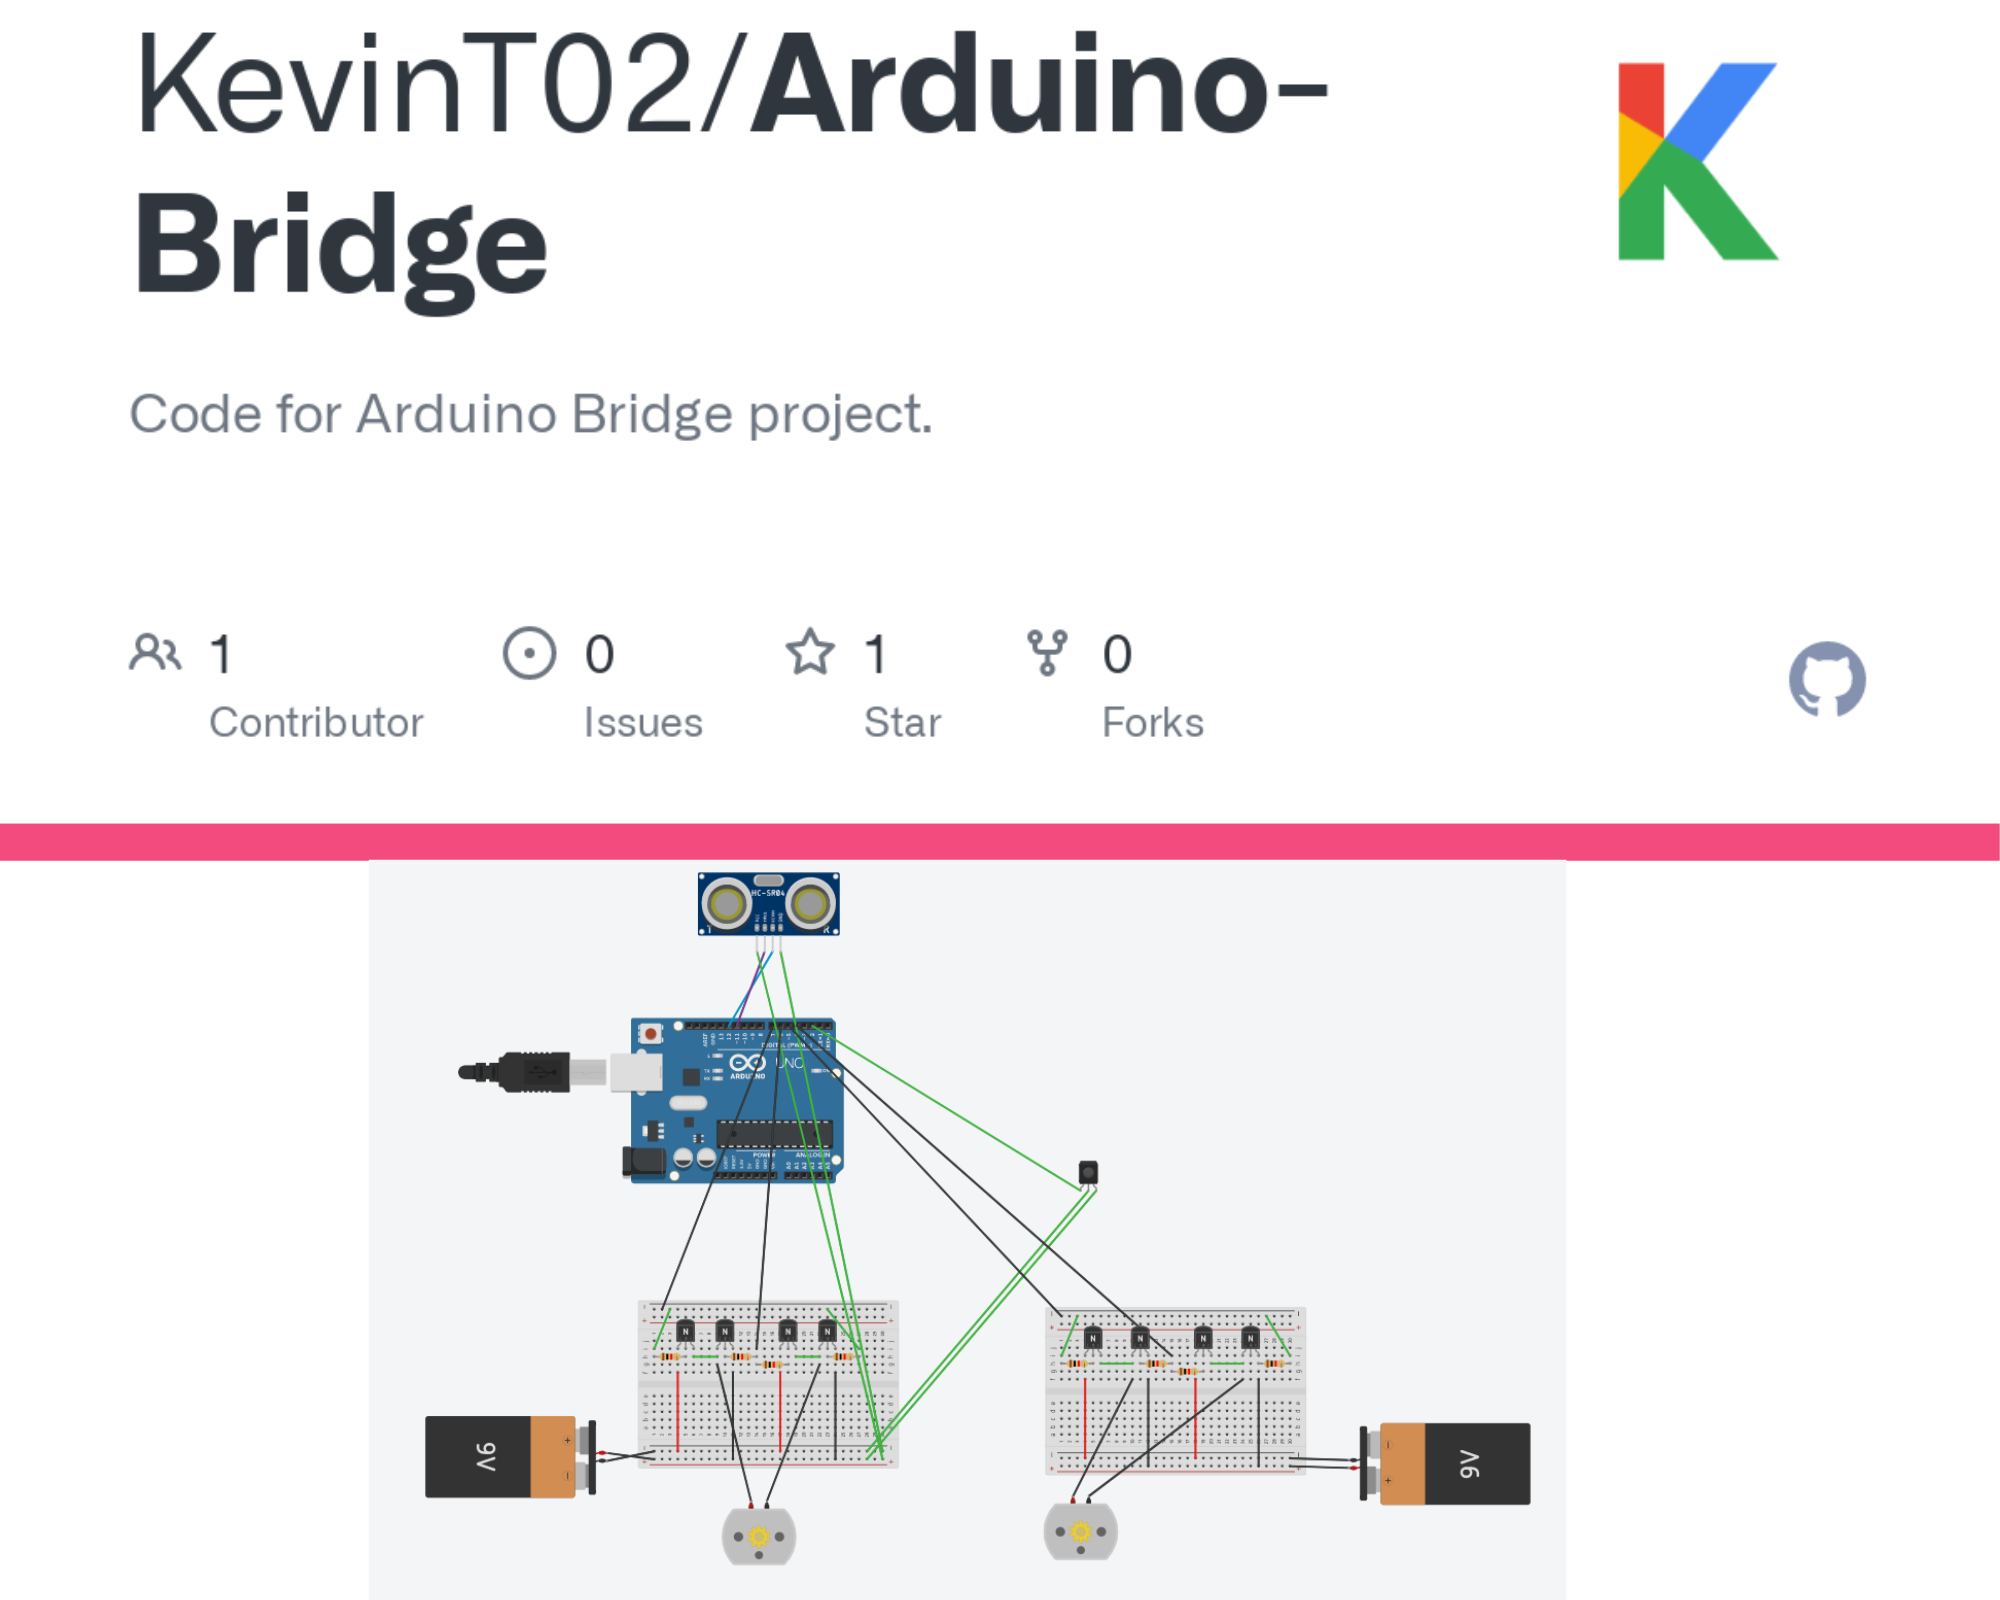 KevinT02/Arduino-
Bridge
Code for Arduino Bridge project.
1 0 1 0
Contributor Issues Star Forks
HC-SR04
UNO
ARDUINO
POWER
N N N N
N N N N
9V
9V